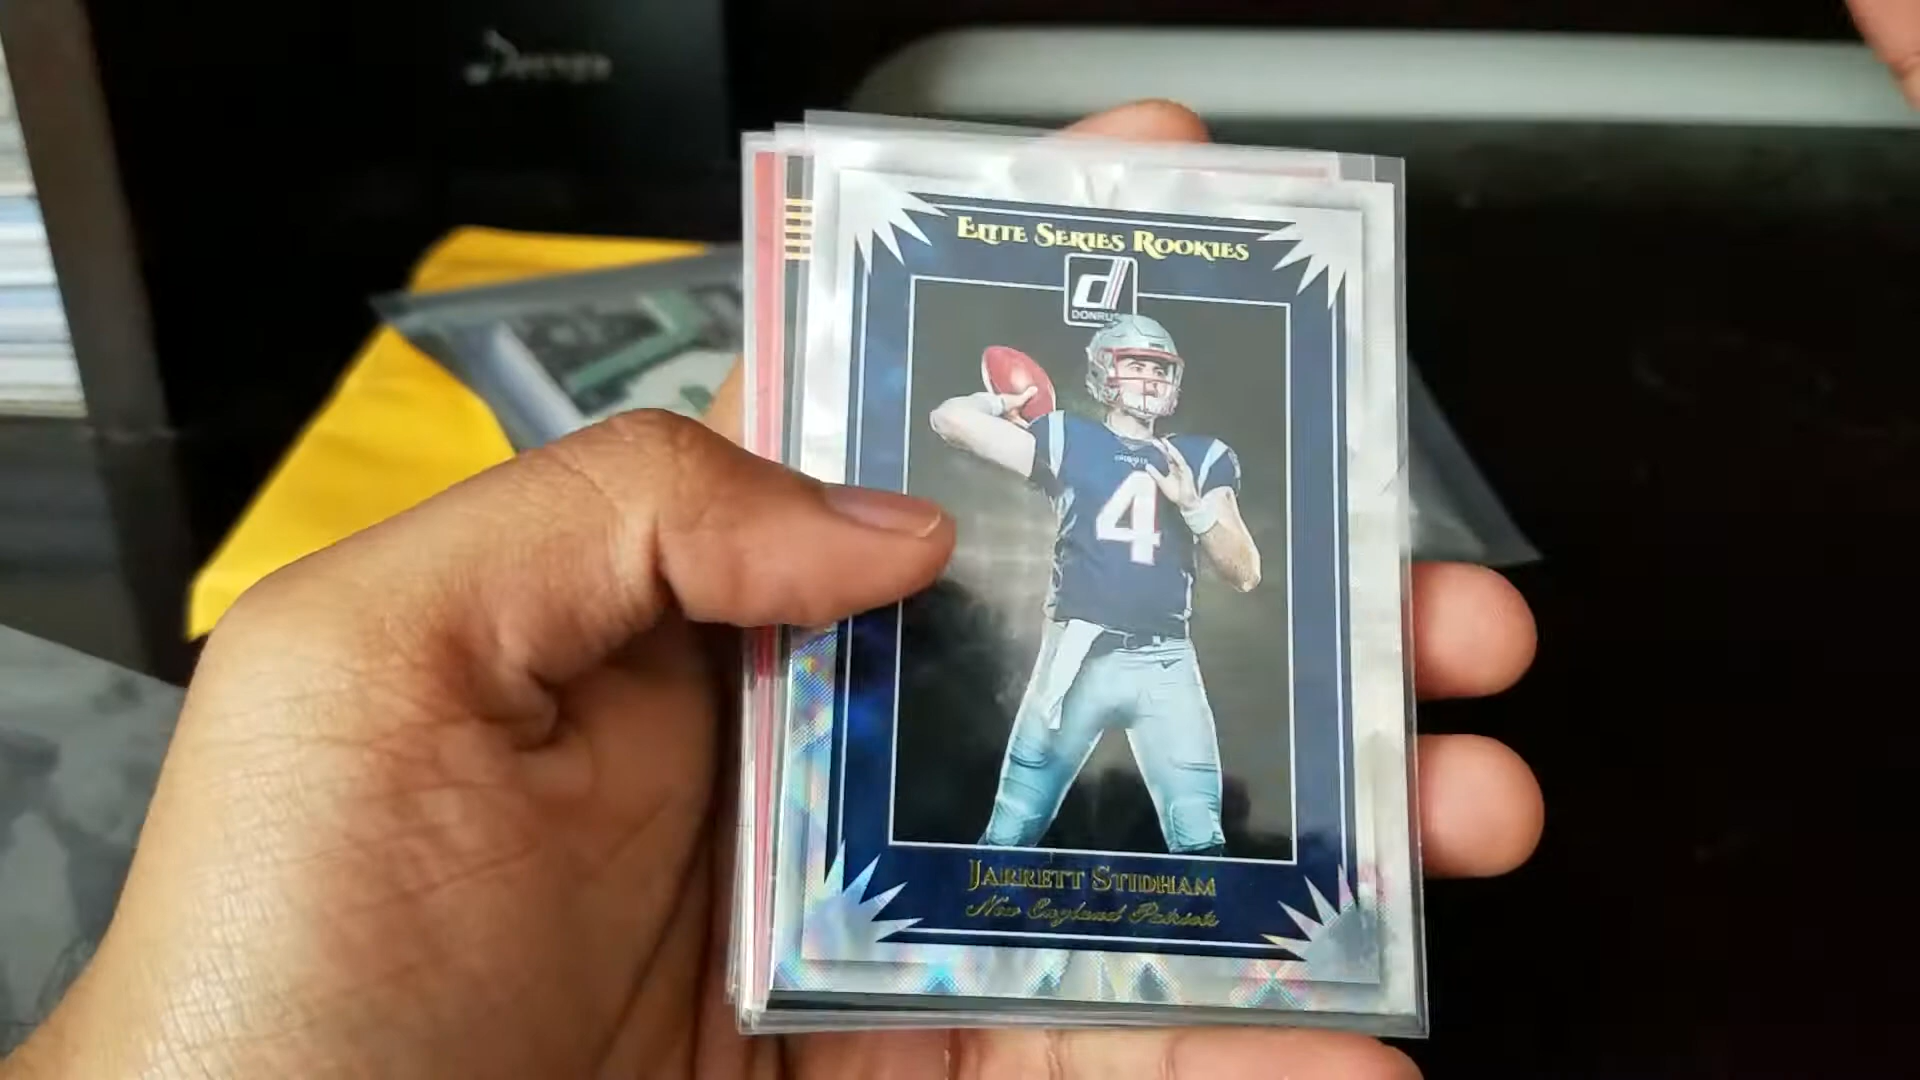 ELITE SERIES ROOKIES
d
DONRUSS
4
JARRETT STIDHAM
New England Patriots